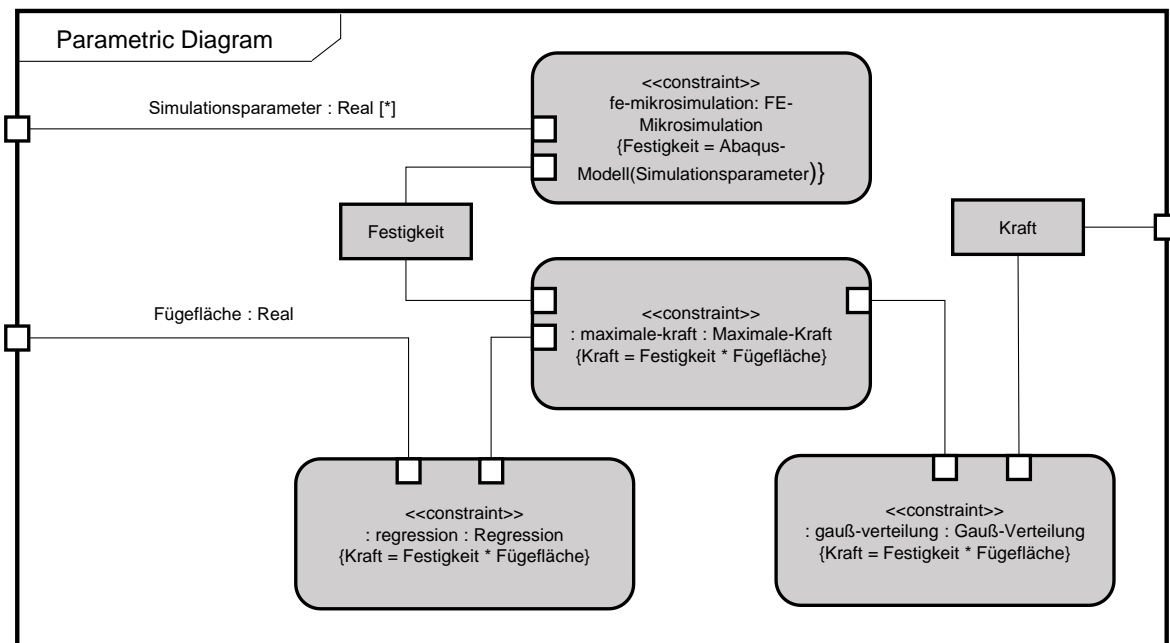 Parametric Diagram
<<constraint>>
fe-mikrosimulation: FE-
Mikrosimulation
{Festigkeit = Abaqus-
Modell(Simulationsparameter)}
Simulationsparameter : Real [*]
Festigkeit
Kraft
Fügefläche : Real
<<constraint>>
: maximale-kraft : Maximale-Kraft
{Kraft = Festigkeit * Fügefläche}
<<constraint>>
: regression : Regression
{Kraft = Festigkeit * Fügefläche}
<<constraint>>
: gauß-verteilung : Gauß-Verteilung
{Kraft = Festigkeit * Fügefläche}